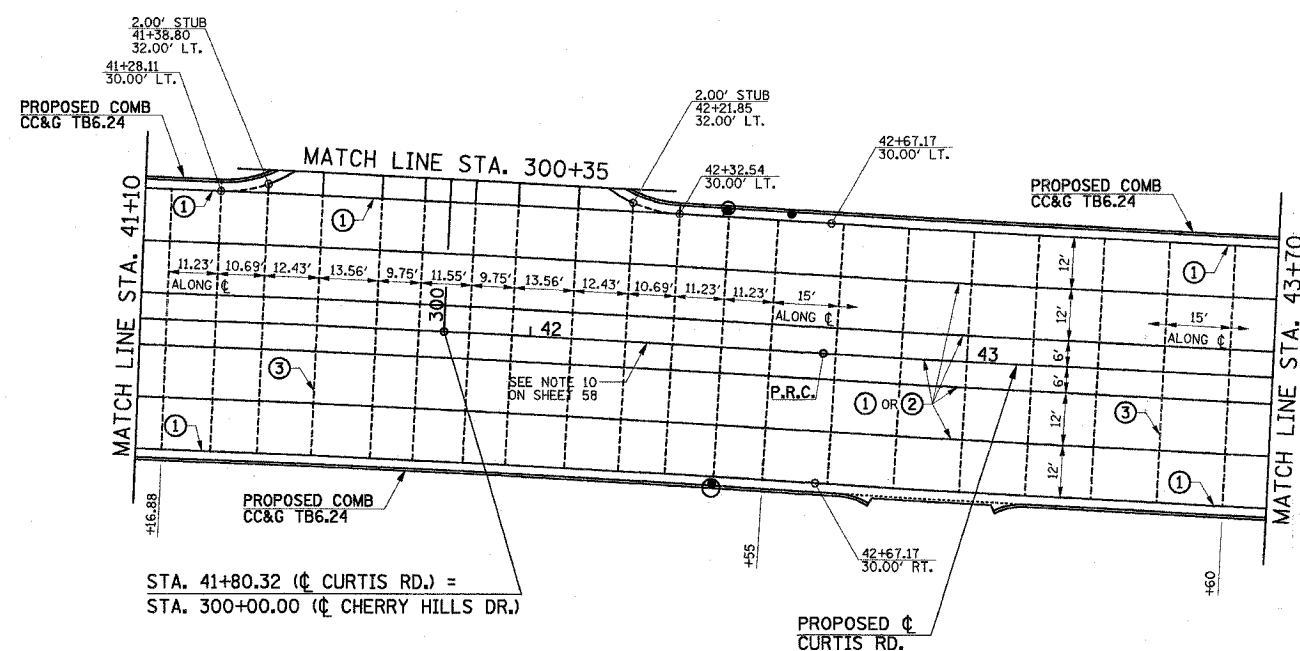 2.00' STUB
41+38.80
32.00' LT.
41+28.11
30.00' LT.
PROPOSED COMB
CC&G TB6.24
MATCH LINE STA. 300+35
2.00' STUB
42+21.85
32.00' LT.
42+32.54
30.00' LT.
42+67.17
30.00' LT.
PROPOSED COMB
CC&G TB6.24
MATCH LINE STA. 41+10
MATCH LINE STA. 43+70
1
1
1
11.23' 10.69' 12.43' 13.56' 9.75' 11.55' 9.75' 13.56' 12.43' 10.69' 11.23' 11.23' 15'
ALONG ℄
ALONG ℄
15'
ALONG ℄
12'
12'
6'
6'
12'
12'
300
42
43
3
SEE NOTE 10
ON SHEET 58
P.R.C.
1 OR 2
3
1
1
PROPOSED COMB
CC&G TB6.24
+16.88
+55
+60
42+67.17
30.00' RT.
STA. 41+80.32 (℄ CURTIS RD.) =
STA. 300+00.00 (℄ CHERRY HILLS DR.)
PROPOSED ℄
CURTIS RD.